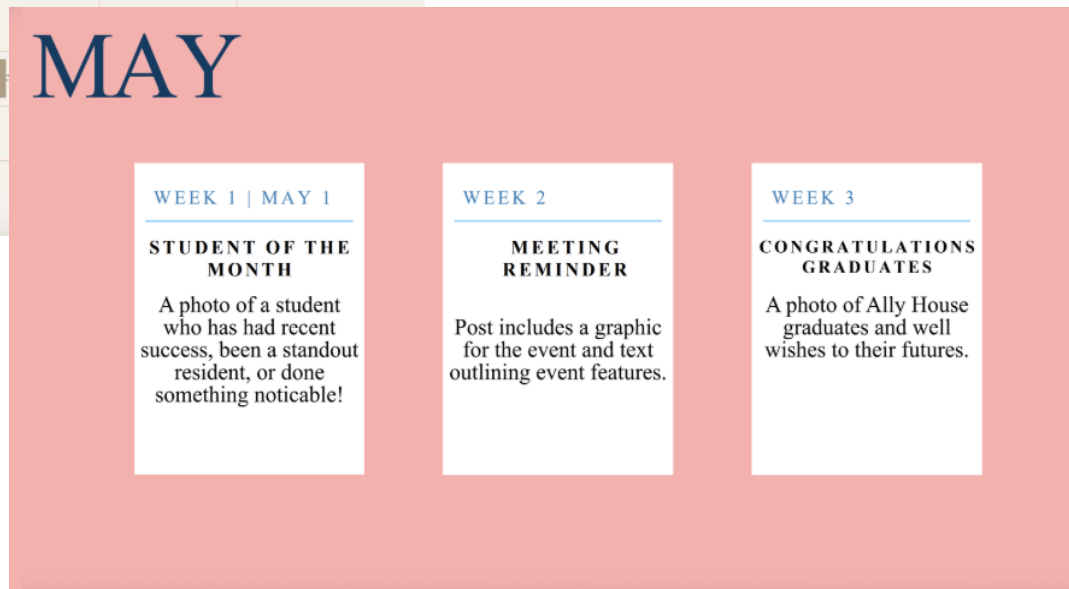 MAY
WEEK 1 | MAY 1
STUDENT OF THE
MONTH
A photo of a student
who has had recent
success, been a standout
resident, or done
something noticable!
WEEK 2
MEETING
REMINDER
Post includes a graphic
for the event and text
outlining event features.
WEEK 3
CONGRATULATIONS
GRADUATES
A photo of Ally House
graduates and well
wishes to their futures.